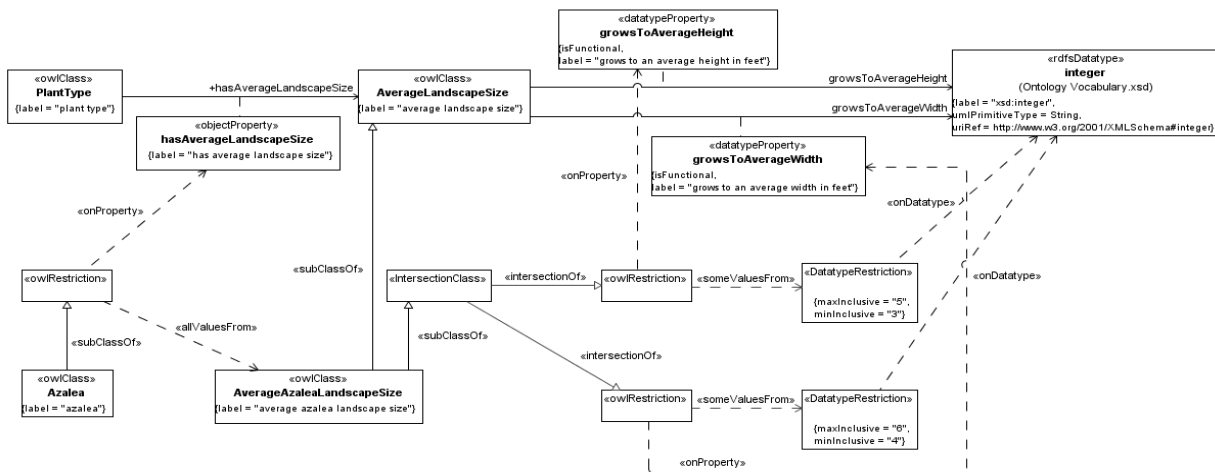 «datatypeProperty»
growsToAverageHeight
{isFunctional,
label = "grows to an average height in feet"}
«owlClass»
PlantType
{label = "plant type"}
+hasAverageLandscapeSize
«owlClass»
AverageLandscapeSize
{label = "average landscape size"}
growsToAverageHeight
growsToAverageWidth
«rdfsDatatype»
integer
(Ontology Vocabulary.xsd)
{label = "xsd:integer",
umlPrimitiveType = String,
uriRef = http://www.w3.org/2001/XMLSchema#integer}
«objectProperty»
hasAverageLandscapeSize
{label = "has average landscape size"}
«datatypeProperty»
growsToAverageWidth
{isFunctional,
label = "grows to an average width in feet"}
«onProperty»
«onProperty»
«onDatatype»
«owlRestriction»
«subClassOf»
«IntersectionClass»
«intersectionOf»
«owlRestriction»
«someValuesFrom»
«DatatypeRestriction»
{maxInclusive = "5",
minInclusive = "3"}
«onDatatype»
«allValuesFrom»
«subClassOf»
«subClassOf»
«intersectionOf»
«owlClass»
Azalea
{label = "azalea"}
«owlClass»
AverageAzaleaLandscapeSize
{label = "average azalea landscape size"}
«owlRestriction»
«someValuesFrom»
«DatatypeRestriction»
{maxInclusive = "6",
minInclusive = "4"}
«onProperty»